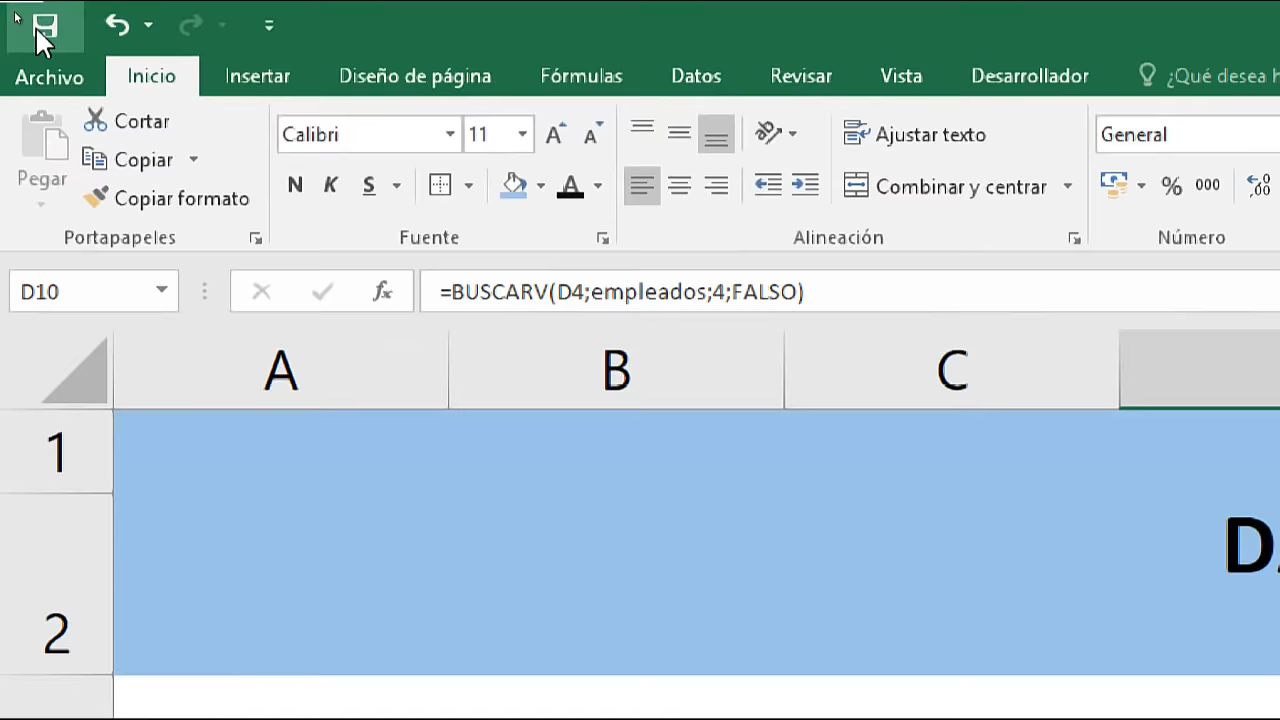 Archivo Inicio Insertar Diseño de página Fórmulas Datos Revisar Vista Desarrollador ¿Qué desea h
Pegar
Cortar
Copiar
Copiar formato
Portapapeles
Calibri 11
N K S
Fuente
Ajustar texto
Combinar y centrar
Alineación
General
% 000
Número
D10 fx =BUSCARV(D4;empleados;4;FALSO)
A B C
1
2
DA